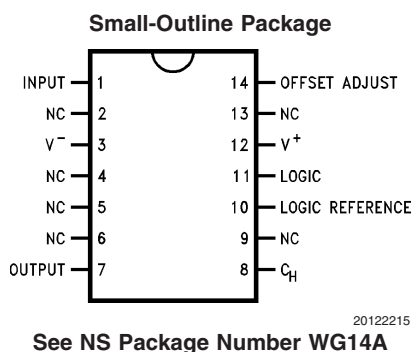 Small-Outline Package
INPUT 1 14 OFFSET ADJUST
NC 2 13 NC
V⁻ 3 12 V⁺
NC 4 11 LOGIC
NC 5 10 LOGIC REFERENCE
NC 6 9 NC
OUTPUT 7 8 C_H
20122215
See NS Package Number WG14A